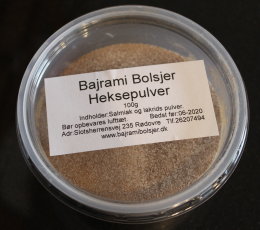 Bajrami Bolsjer
Heksepulver
100g
Indholder:Salmiak og lakrids pulver
Bør opbevares lufttæt. Bedst før:06-2020
Adr:Slotsherrensvej 235 Rødovre Tlf.26207494
www.bajramibolsjer.dk